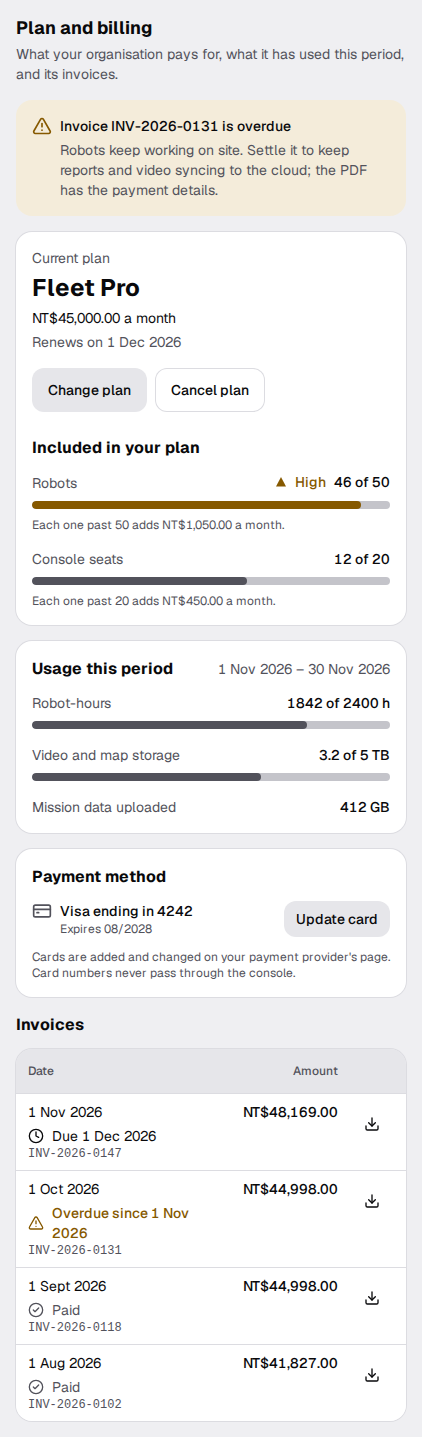 Plan and billing
What your organisation pays for, what it has used this period,
and its invoices.
Invoice INV-2026-0131 is overdue
Robots keep working on site. Settle it to keep
reports and video syncing to the cloud; the PDF
has the payment details.
Current plan
Fleet Pro
NT$45,000.00 a month
Renews on 1 Dec 2026
Change plan
Cancel plan
Included in your plan
Robots
High 46 of 50
Each one past 50 adds NT$1,050.00 a month.
Console seats
12 of 20
Each one past 20 adds NT$450.00 a month.
Usage this period
1 Nov 2026 – 30 Nov 2026
Robot-hours
1842 of 2400 h
Video and map storage
3.2 of 5 TB
Mission data uploaded
412 GB
Payment method
Visa ending in 4242
Expires 08/2028
Update card
Cards are added and changed on your payment provider's page.
Card numbers never pass through the console.
Invoices
Date
Amount
1 Nov 2026
NT$48,169.00
Due 1 Dec 2026
INV-2026-0147
1 Oct 2026
NT$44,998.00
Overdue since 1 Nov
2026
INV-2026-0131
1 Sept 2026
NT$44,998.00
Paid
INV-2026-0118
1 Aug 2026
NT$41,827.00
Paid
INV-2026-0102